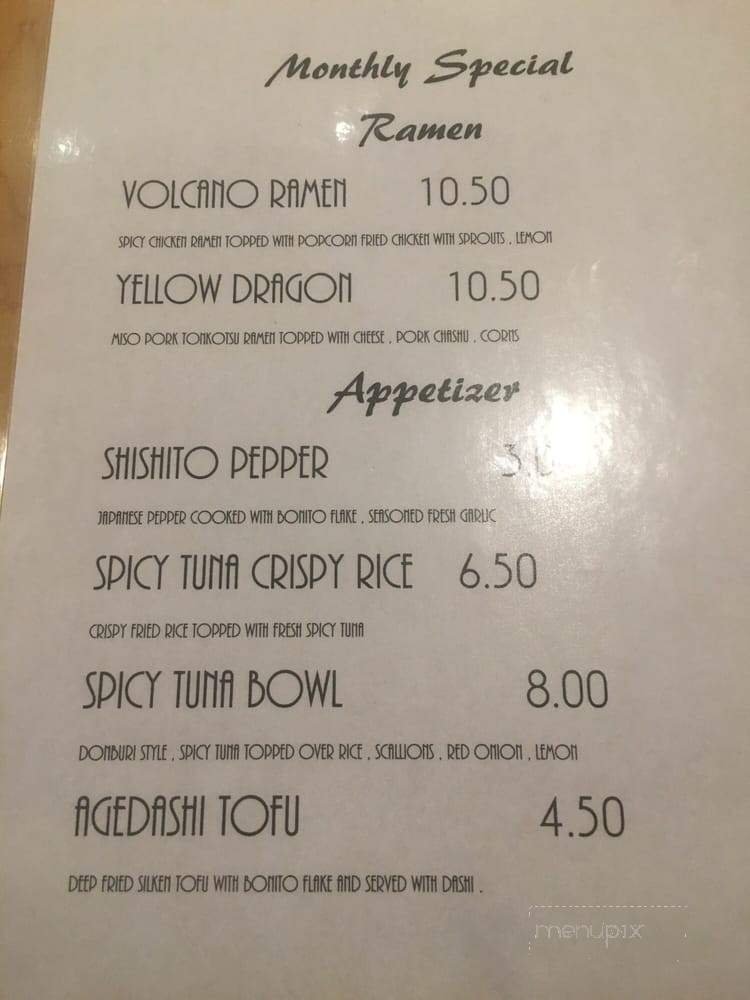 Monthly Special
Ramen
VOLCANO RAMEN 10.50
SPICY CHICKEN RAMEN TOPPED WITH POPCORN FRIED CHICKEN WITH SPROUTS , LEMON
YELLOW DRAGON 10.50
MISO PORK TONKOTSU RAMEN TOPPED WITH CHEESE , PORK CHASHU , CORNS
Appetizer
SHISHITO PEPPER
JAPANESE PEPPER COOKED WITH BONITO FLAKE , SEASONED FRESH GARLIC
SPICY TUNA CRISPY RICE 6.50
CRISPY FRIED RICE TOPPED WITH FRESH SPICY TUNA
SPICY TUNA BOWL 8.00
DONBURI STYLE , SPICY TUNA TOPPED OVER RICE , SCALLIONS , RED ONION , LEMON
AGEDASHI TOFU 4.50
DEEP FRIED SILKEN TOFU WITH BONITO FLAKE AND SERVED WITH DASHI .
menupix